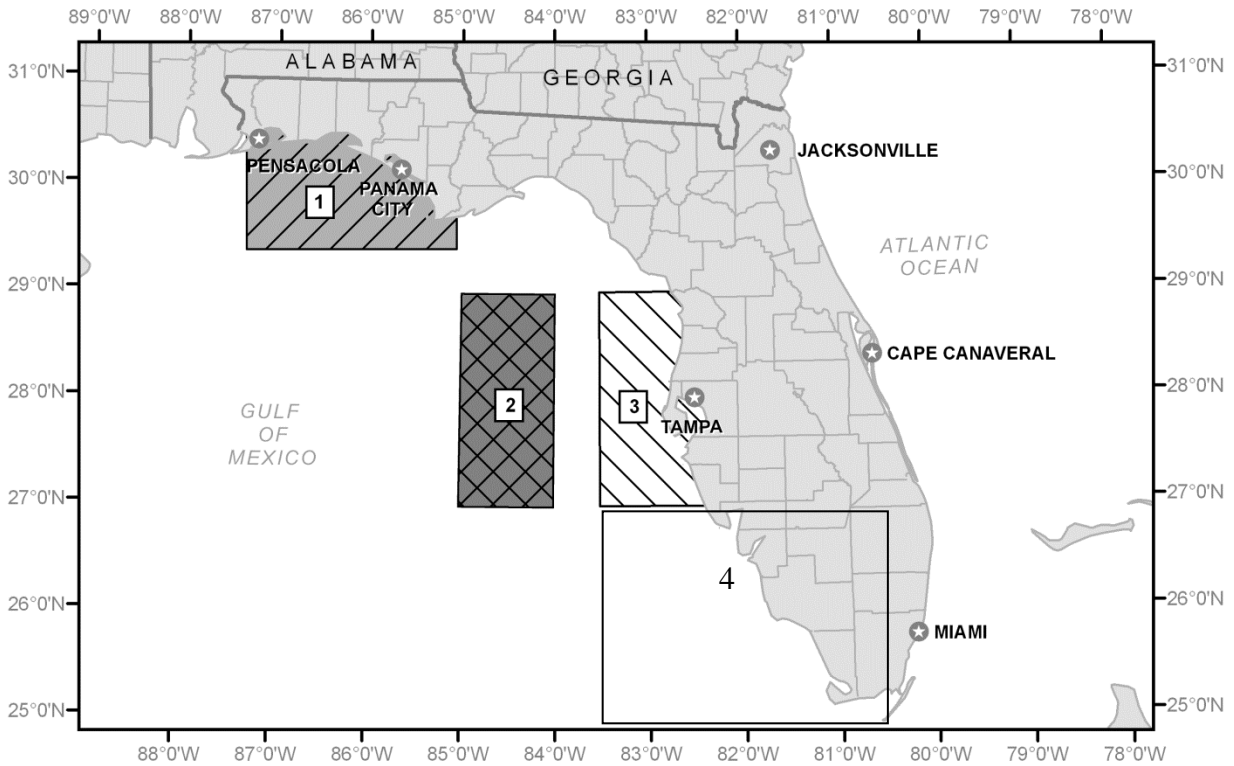 89°0'W 88°0'W 87°0'W 86°0'W 85°0'W 84°0'W 83°0'W 82°0'W 81°0'W 80°0'W 79°0'W 78°0'W
31°0'N ALABAMA GEORGIA 31°0'N
JACKSONVILLE
PENSACOLA
30°0'N PANAMA 30°0'N
CITY
1
ATLANTIC
OCEAN
29°0'N 29°0'N
CAPE CANAVERAL
28°0'N 28°0'N
2
3
GULF
OF
MEXICO
TAMPA
27°0'N 27°0'N
4
26°0'N 26°0'N
MIAMI
25°0'N 25°0'N
88°0'W 87°0'W 86°0'W 85°0'W 84°0'W 83°0'W 82°0'W 81°0'W 80°0'W 79°0'W 78°0'W